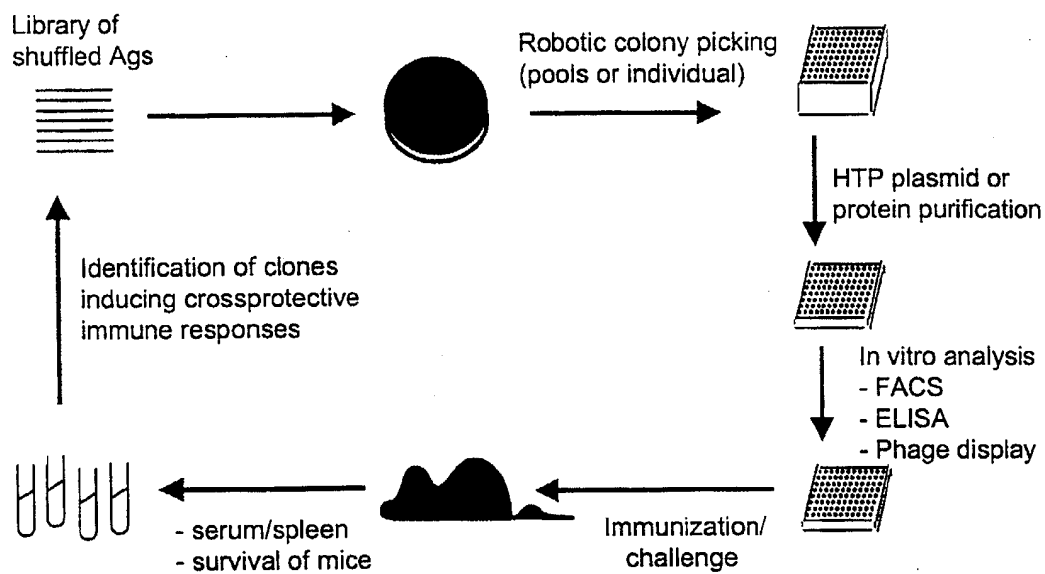 Library of
shuffled Ags
Robotic colony picking
(pools or individual)
HTP plasmid or
protein purification
In vitro analysis
- FACS
- ELISA
- Phage display
Immunization/
challenge
- serum/spleen
- survival of mice
Identification of clones
inducing crossprotective
immune responses